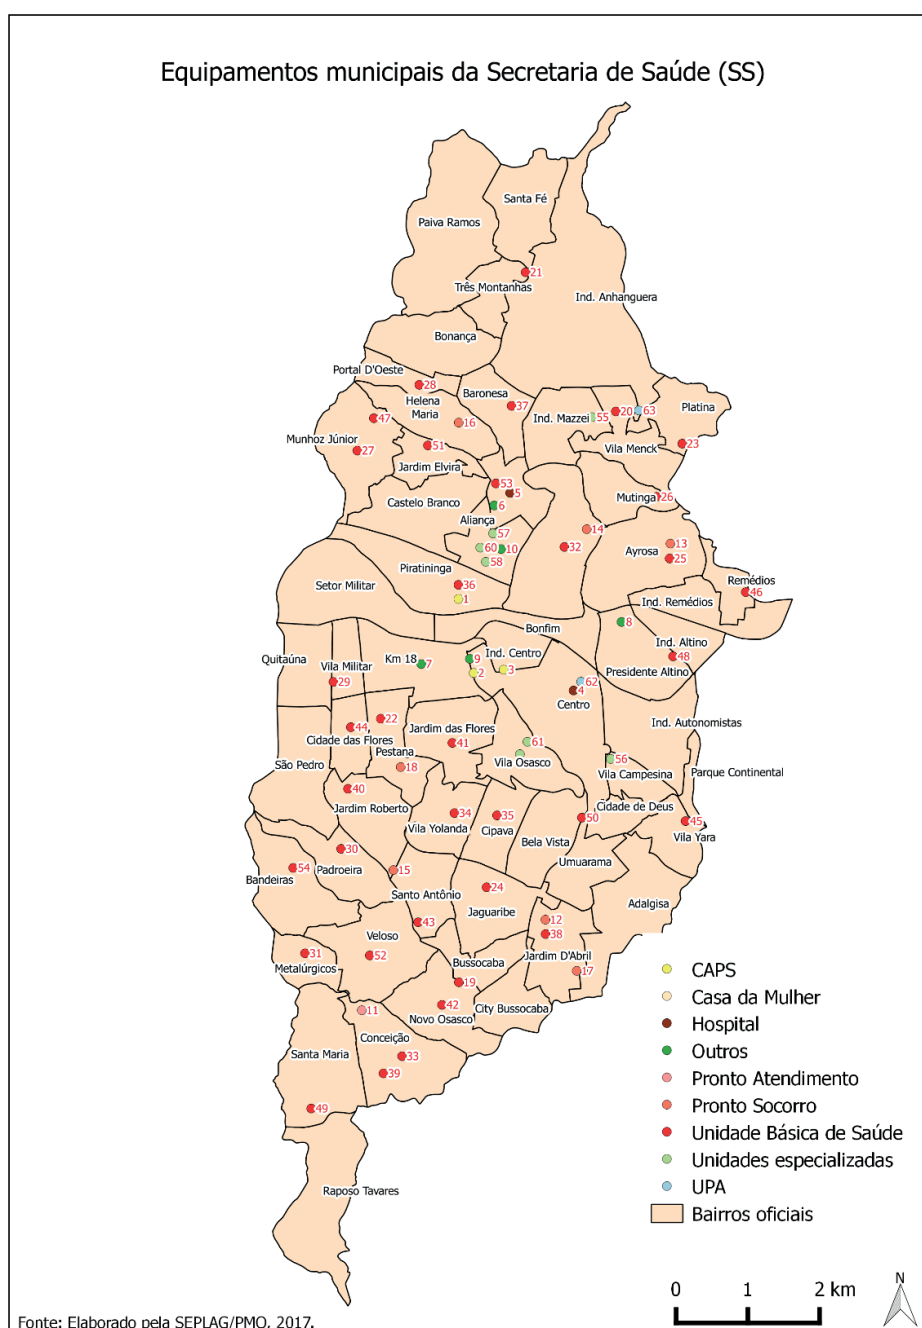 Equipamentos municipais da Secretaria de Saúde (SS)
Santa Fé
Paiva Ramos
21
Três Montanhas
Ind. Anhanguera
Bonança
Portal D'Oeste
28
Baronesa
Helena
Maria
37
Platina
47
16
Ind. Mazzei
55
20
63
Munhoz Júnior
51
23
27
Vila Menck
Jardim Elvira
53
5
Castelo Branco
6
Mutinga
26
Aliança
57
14
60
10
32
Ayrosa
13
25
58
Piratininga
Setor Militar
36
1
Remédios
46
Ind. Remédios
Bonfim
8
Ind. Altino
Quitaúna
Vila Militar
Km 18
7
9
2
Ind. Centro
3
48
Presidente Altino
29
62
4
Centro
22
44
Cidade das Flores
Jardim das Flores
Ind. Autonomistas
Pestana
41
61
São Pedro
18
Vila Osasco
56
Vila Campesina
Parque Continental
40
Jardim Roberto
34
Vila Yolanda
35
Cipava
Cidade de Deus
50
45
Vila Yara
Bela Vista
30
Umuarama
54
Padroeira
15
Bandeiras
24
Santo Antônio
Adalgisa
Jaguaribe
43
12
Veloso
38
31
52
Bussocaba
Jardim D'Abril
Metalúrgicos
17
19
11
42
Novo Osasco
City Bussocaba
Conceição
Santa Maria
33
39
49
Raposo Tavares
CAPS
Casa da Mulher
Hospital
Outros
Pronto Atendimento
Pronto Socorro
Unidade Básica de Saúde
Unidades especializadas
UPA
Bairros oficiais
0 1 2 km
N
Fonte: Elaborado pela SEPLAG/PMO, 2017.